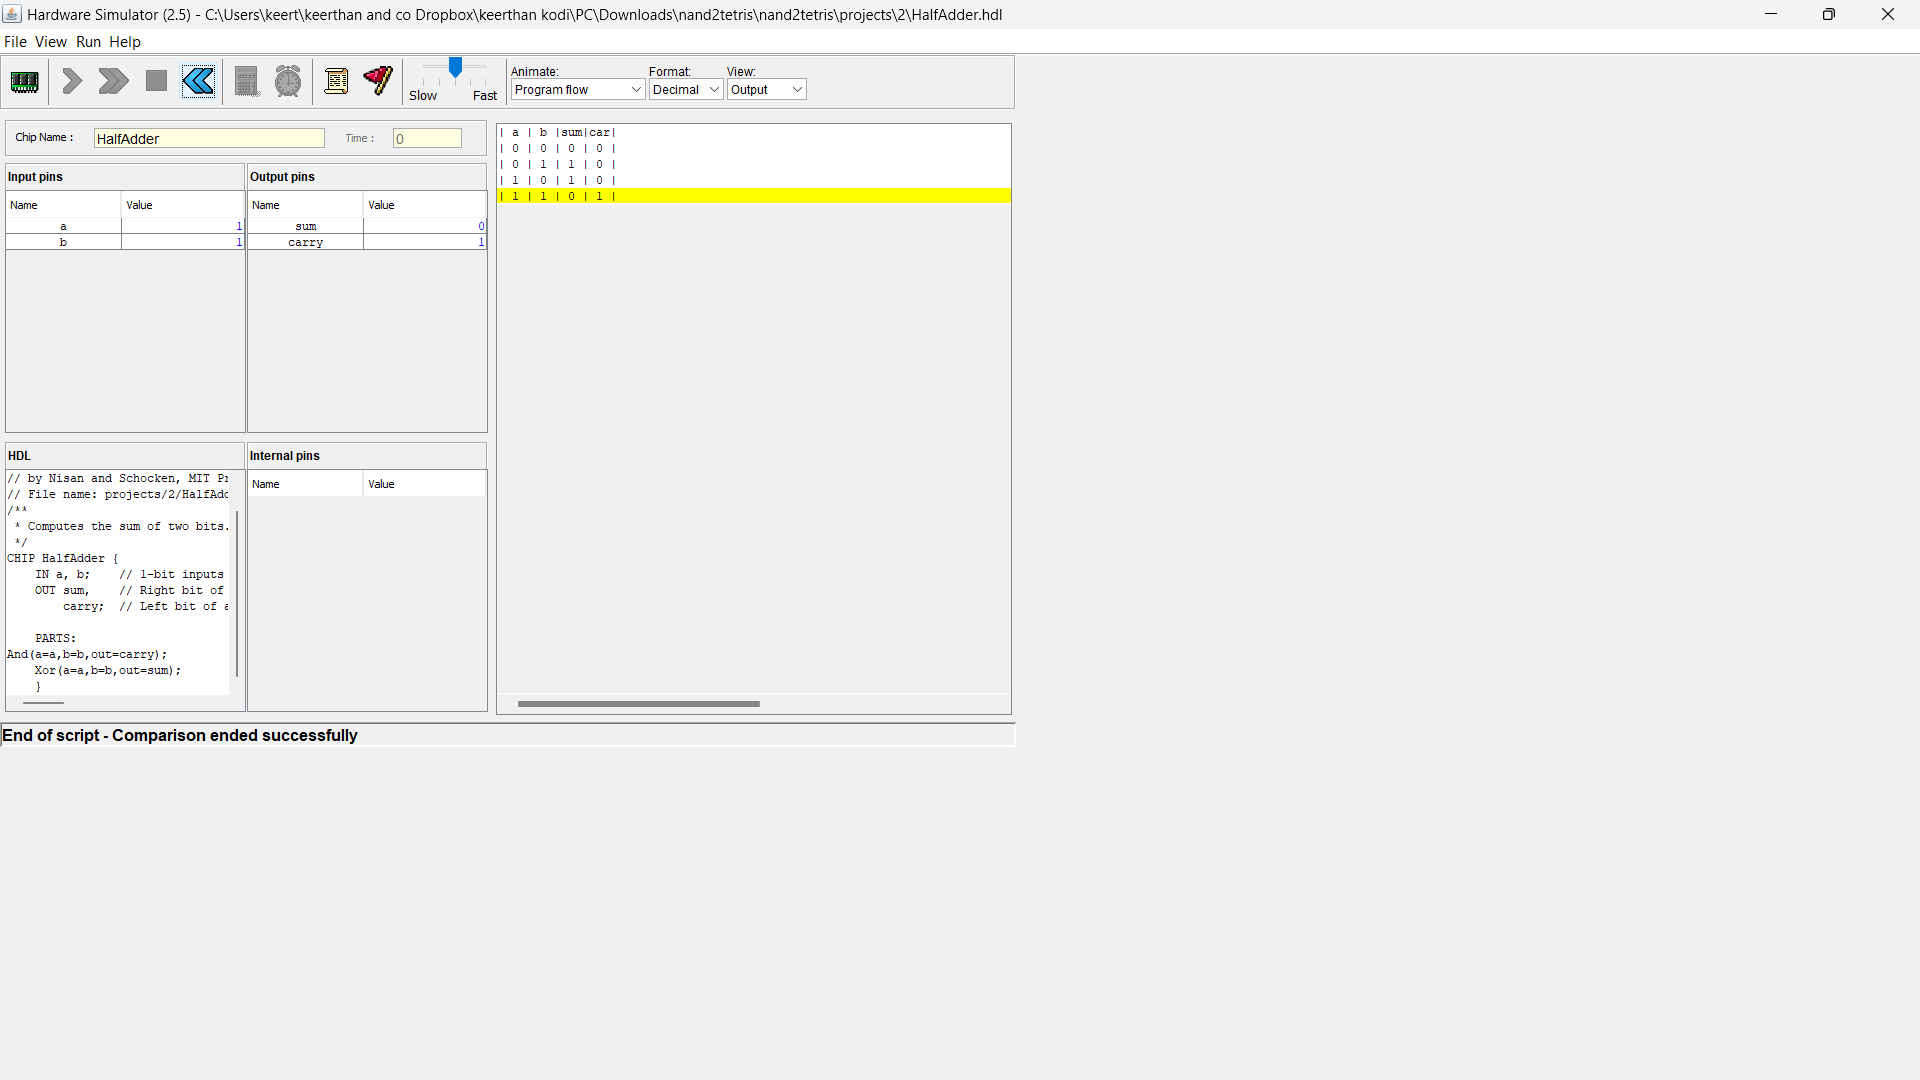 Hardware Simulator (2.5) - C:\Users\keert\keerthan and co Dropbox\keerthan kodi\PC\Downloads\nand2tetris\nand2tetris\projects\2\HalfAdder.hdl
File View Run Help
Slow Fast
Animate: Format: View:
Program flow Decimal Output
Chip Name : HalfAdder Time : 0
Input pins
Name Value
a 1
b 1
Output pins
Name Value
sum 0
carry 1
HDL
// by Nisan and Schocken, MIT Pr
// File name: projects/2/HalfAdd
/**
* Computes the sum of two bits.
*/
CHIP HalfAdder {
IN a, b; // 1-bit inputs
OUT sum, // Right bit of
carry; // Left bit of a
PARTS:
And(a=a,b=b,out=carry);
Xor(a=a,b=b,out=sum);
}
Internal pins
Name Value
| a | b |sum|car|
| 0 | 0 | 0 | 0 |
| 0 | 1 | 1 | 0 |
| 1 | 0 | 1 | 0 |
| 1 | 1 | 0 | 1 |
End of script - Comparison ended successfully